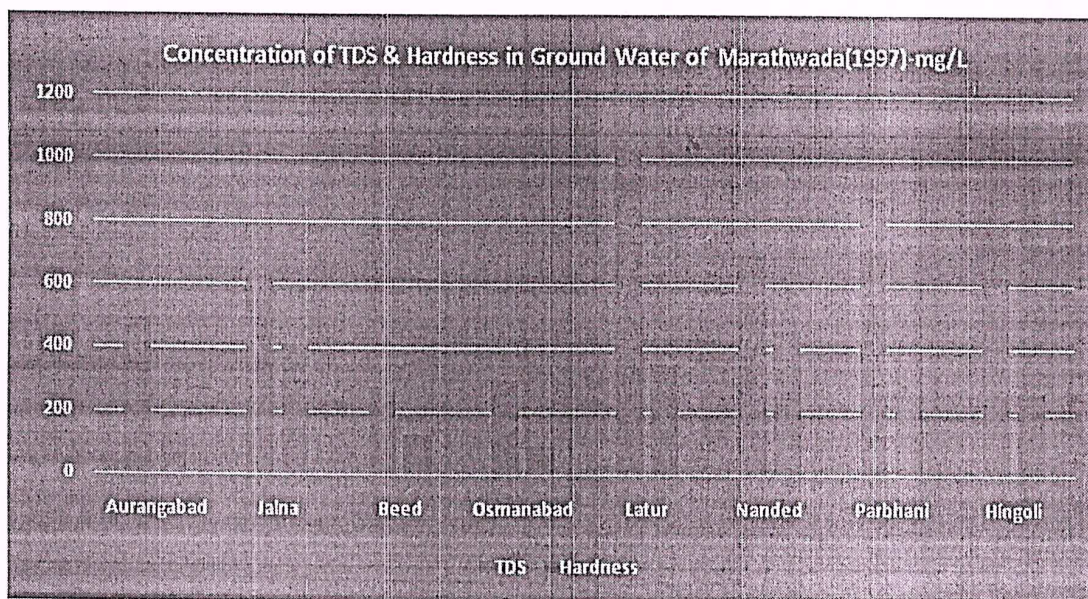 Concentration of TDS & Hardness in Ground Water of Marathwada(1997)-mg/L
1200
1000
800
600
400
200
0
Aurangabad Jalna Beed Osmanabad Latur Nanded Parbhani Hingoli
TDS Hardness